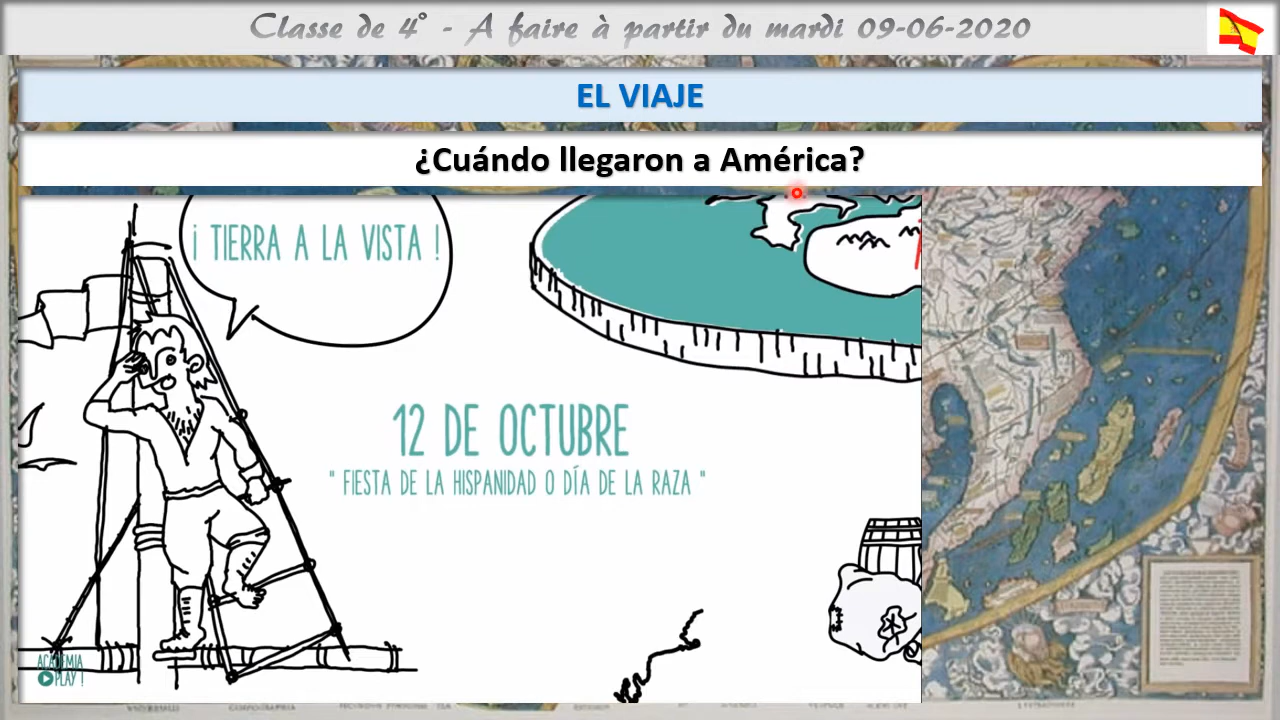 Classe de 4° - A faire à partir du mardi 09-06-2020
EL VIAJE
¿Cuándo llegaron a América?
¡ TIERRA A LA VISTA !
12 DE OCTUBRE
" FIESTA DE LA HISPANIDAD O DÍA DE LA RAZA "
ACADEMIA
PLAY !